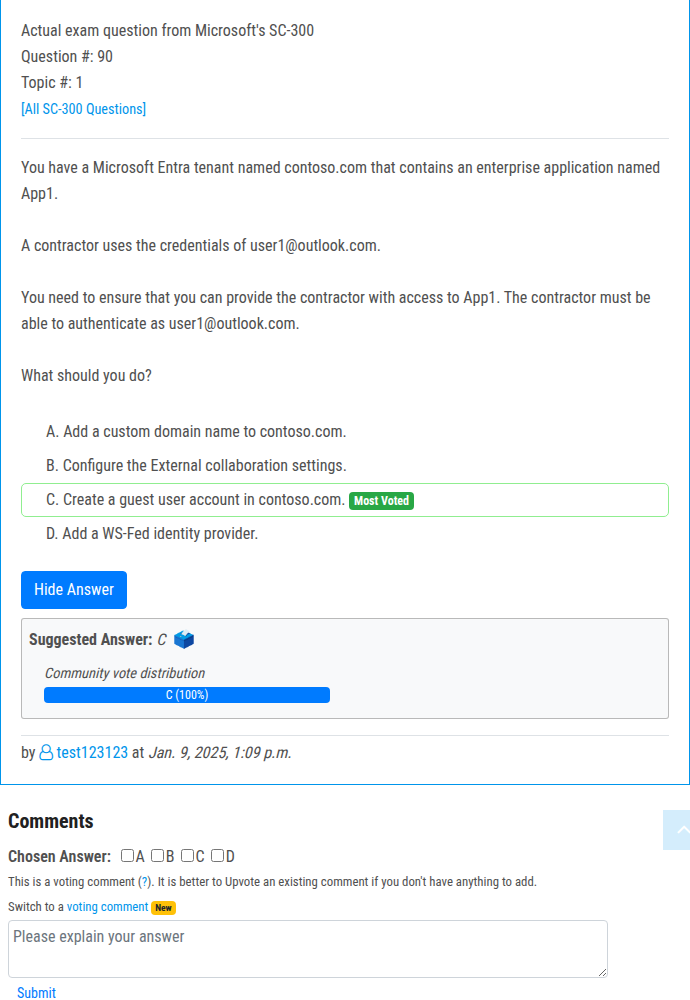 Actual exam question from Microsoft's SC-300
Question #: 90
Topic #: 1
[All SC-300 Questions]
You have a Microsoft Entra tenant named contoso.com that contains an enterprise application named
App1.
A contractor uses the credentials of user1@outlook.com.
You need to ensure that you can provide the contractor with access to App1. The contractor must be
able to authenticate as user1@outlook.com.
What should you do?
A. Add a custom domain name to contoso.com.
B. Configure the External collaboration settings.
C. Create a guest user account in contoso.com. Most Voted
D. Add a WS-Fed identity provider.
Hide Answer
Suggested Answer: C
Community vote distribution
C (100%)
by test123123 at Jan. 9, 2025, 1:09 p.m.
Comments
Chosen Answer: A B C D
This is a voting comment (?). It is better to Upvote an existing comment if you don't have anything to add.
Switch to a voting comment New
Please explain your answer
Submit